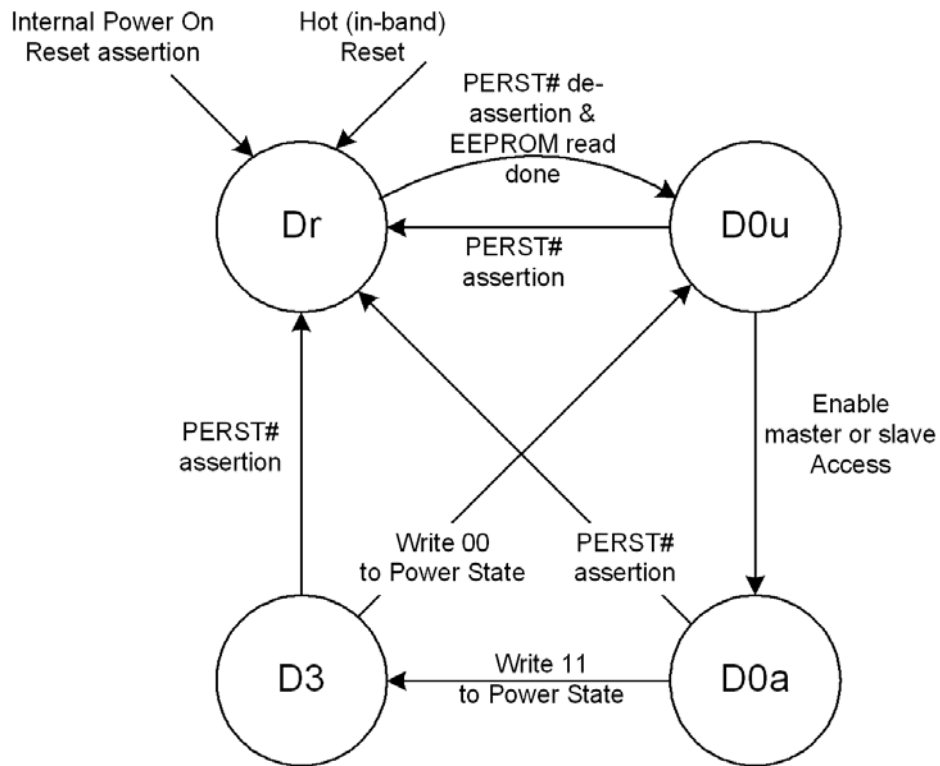 Internal Power On
Reset assertion
Hot (in-band)
Reset
PERST# de-
assertion &
EEPROM read
done
Dr
D0u
PERST#
assertion
PERST#
assertion
Enable
master or slave
Access
Write 00
to Power State
PERST#
assertion
D3
Write 11
to Power State
D0a